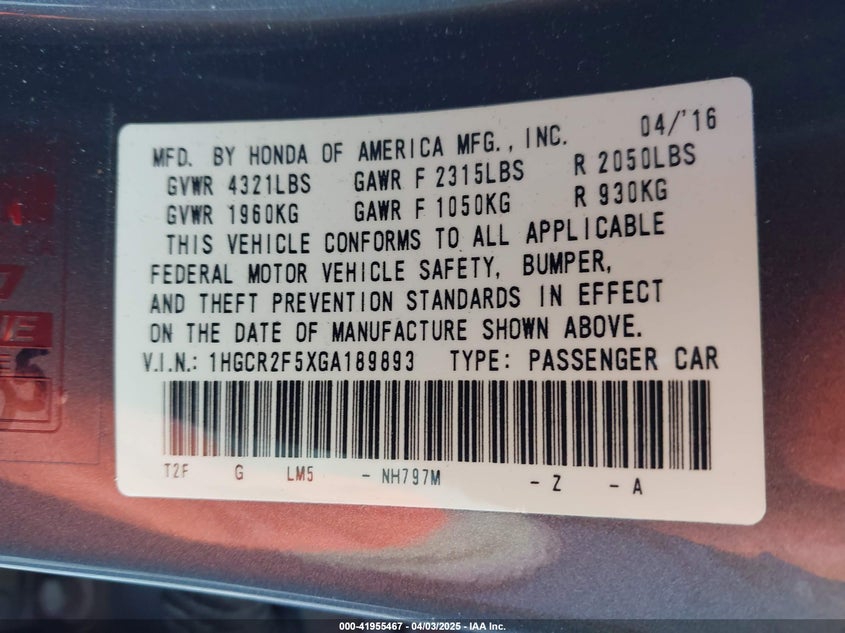 04/'16
MFD. BY HONDA OF AMERICA MFG., INC.
GVWR 4321LBS GAWR F 2315LBS R 2050LBS
GVWR 1960KG GAWR F 1050KG R 930KG
THIS VEHICLE CONFORMS TO ALL APPLICABLE
FEDERAL MOTOR VEHICLE SAFETY, BUMPER,
AND THEFT PREVENTION STANDARDS IN EFFECT
ON THE DATE OF MANUFACTURE SHOWN ABOVE.
V.I.N.: 1HGCR2F5XGA189893 TYPE: PASSENGER CAR
T2F G LM5 - NH797M - Z - A
000-41955467 - 04/03/2025 - IAA Inc.